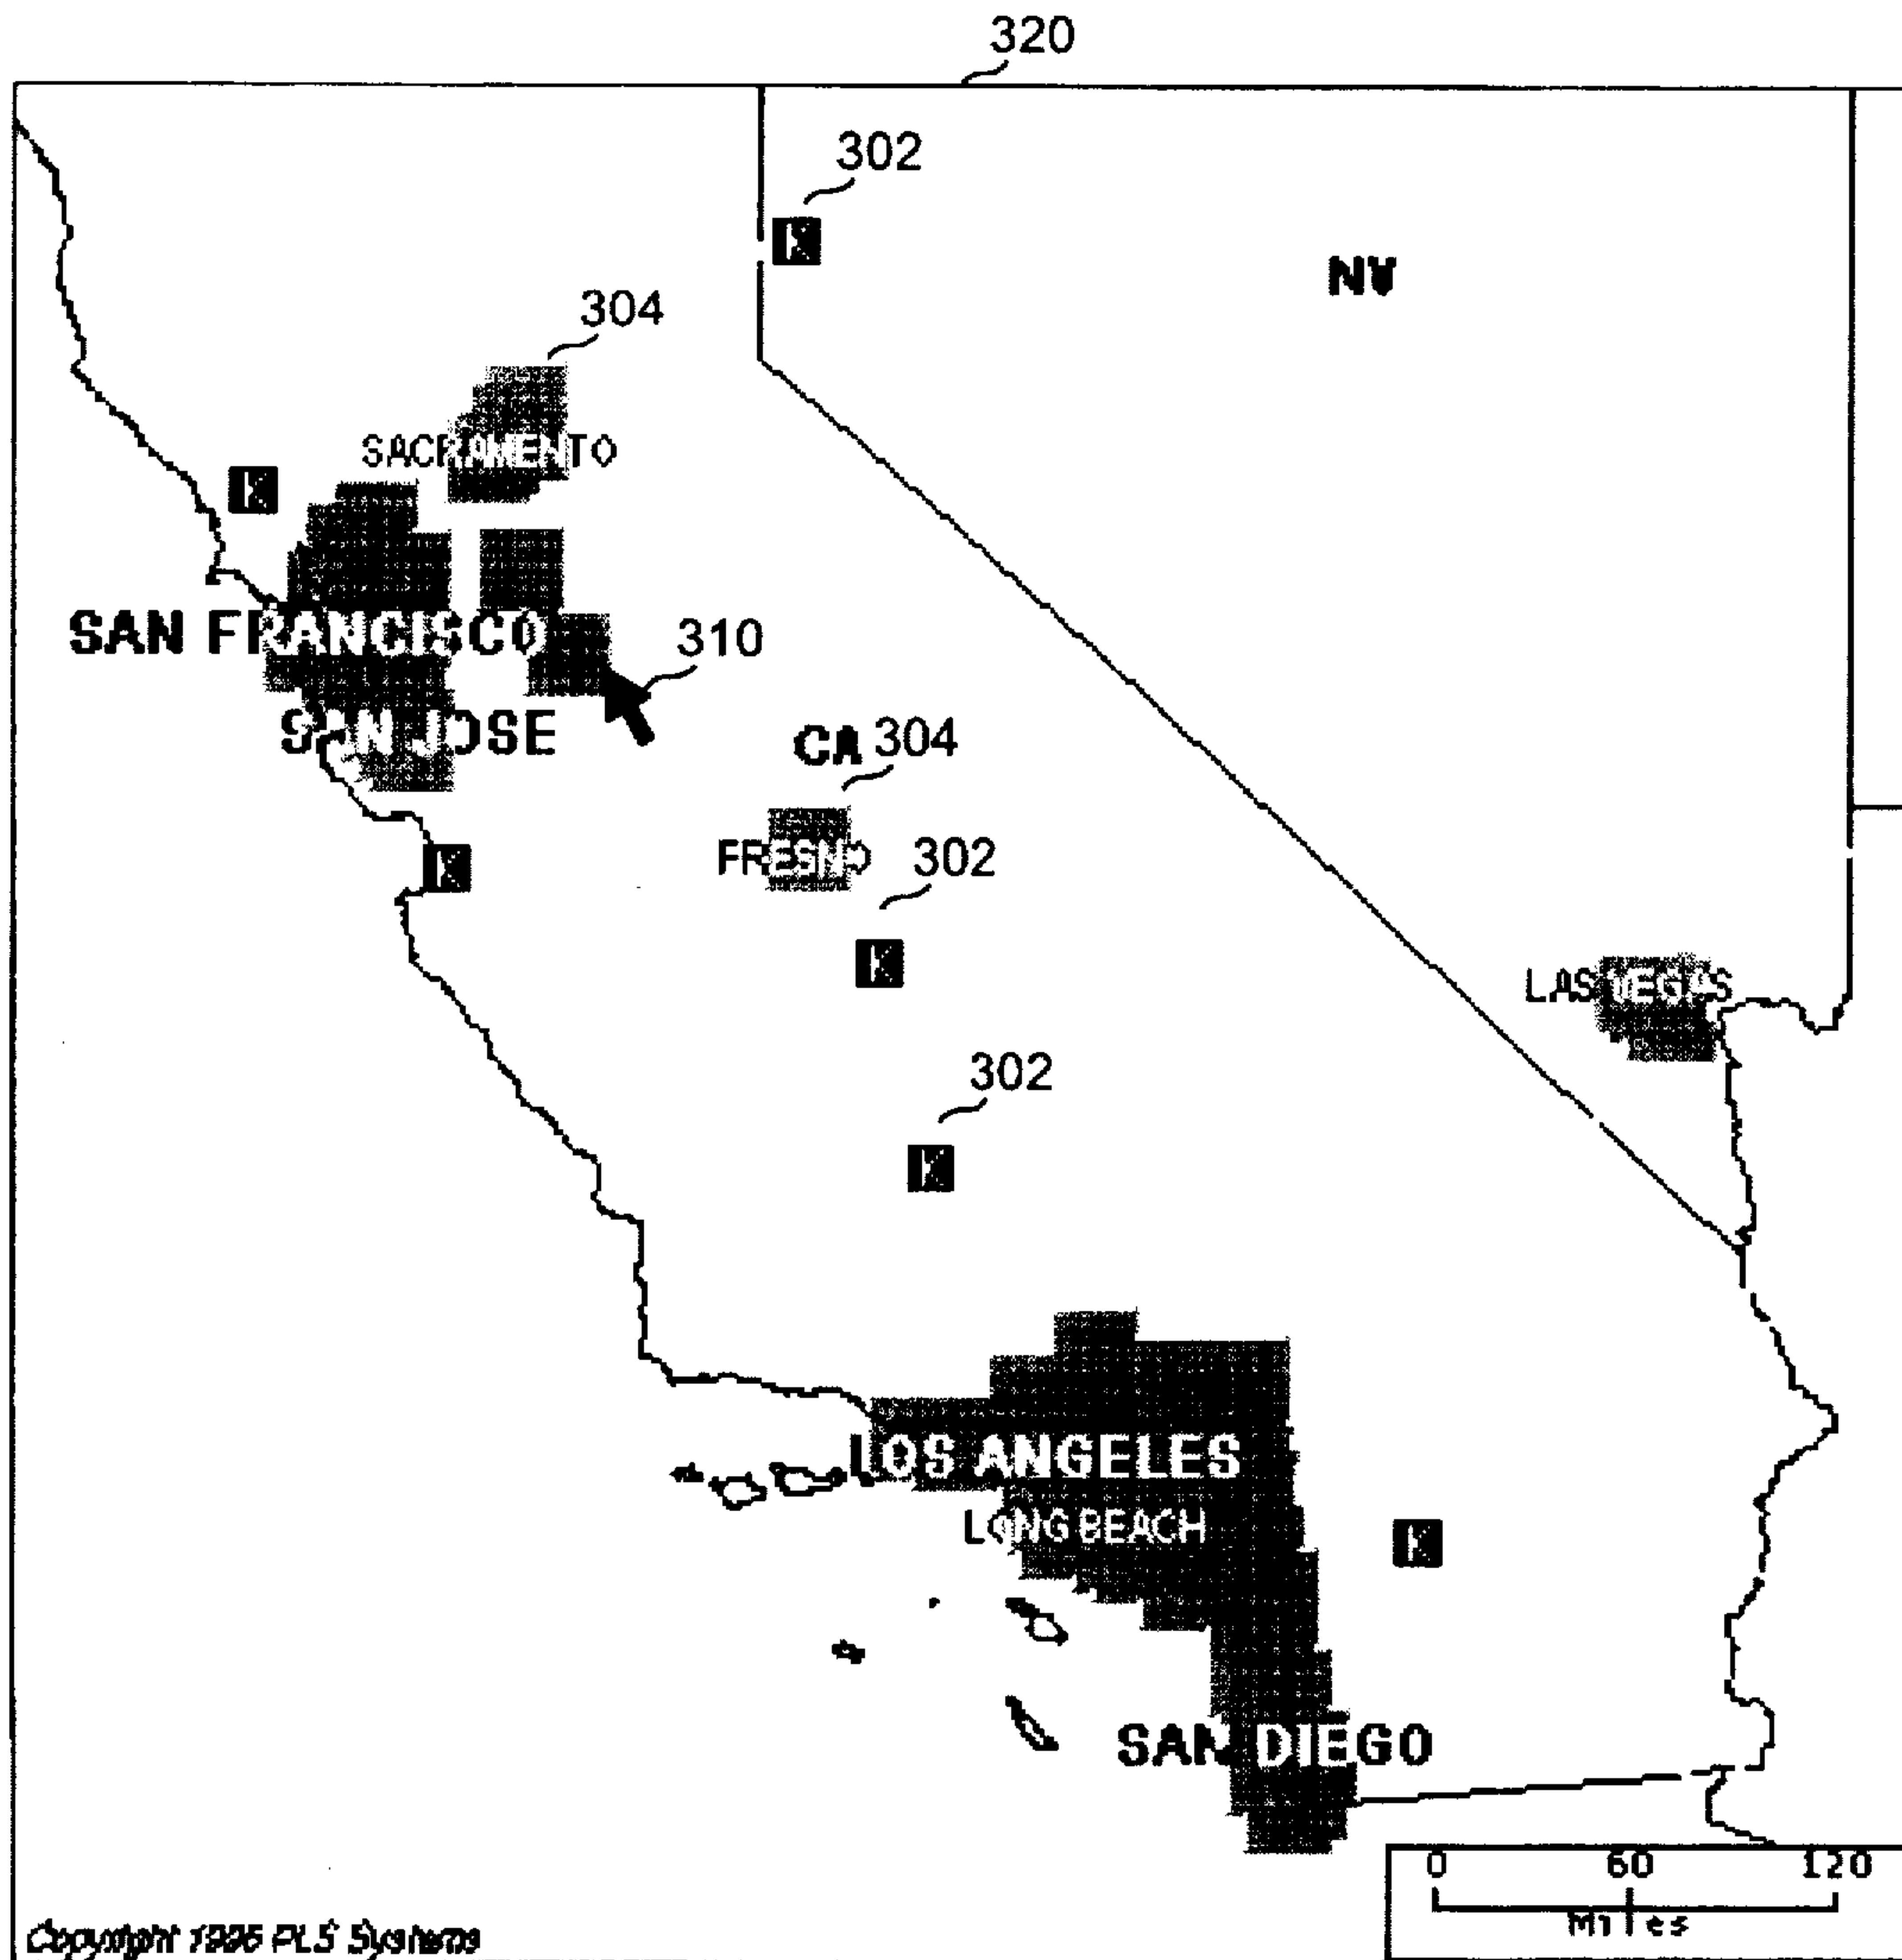 320
302
NV
304
SACRAMENTO
SAN FRANCISCO
310
SAN JOSE
CA 304
FRESNO
302
LAS VEGAS
302
LOS ANGELES
LONG BEACH
SAN DIEGO
0 60 120
Miles
Copyright PLS Systems